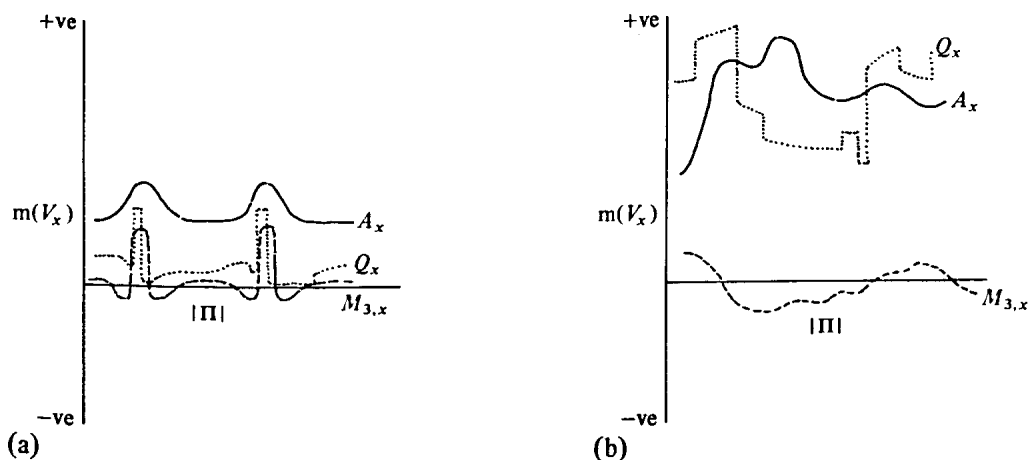 +ve
m(V_x)
A_x
Q_x
M_{3,x}
|Π|
−ve
(a)
+ve
Q_x
A_x
m(V_x)
M_{3,x}
|Π|
−ve
(b)